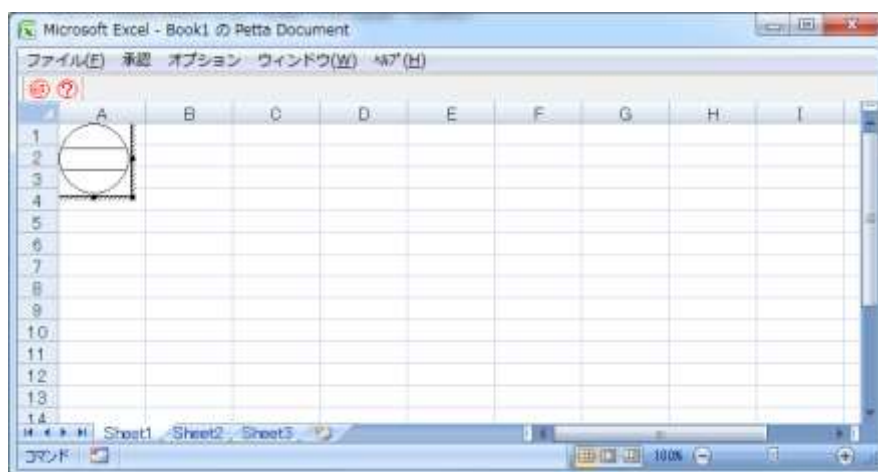 Microsoft Excel - Book1 の Petta Document
ファイル(F) 承認 オプション ウィンドウ(W) ヘルプ(H)
A B C D E F G H I
1
2
3
4
5
6
7
8
9
10
11
12
13
14
Sheet1 Sheet2 Sheet3
コマンド 100%